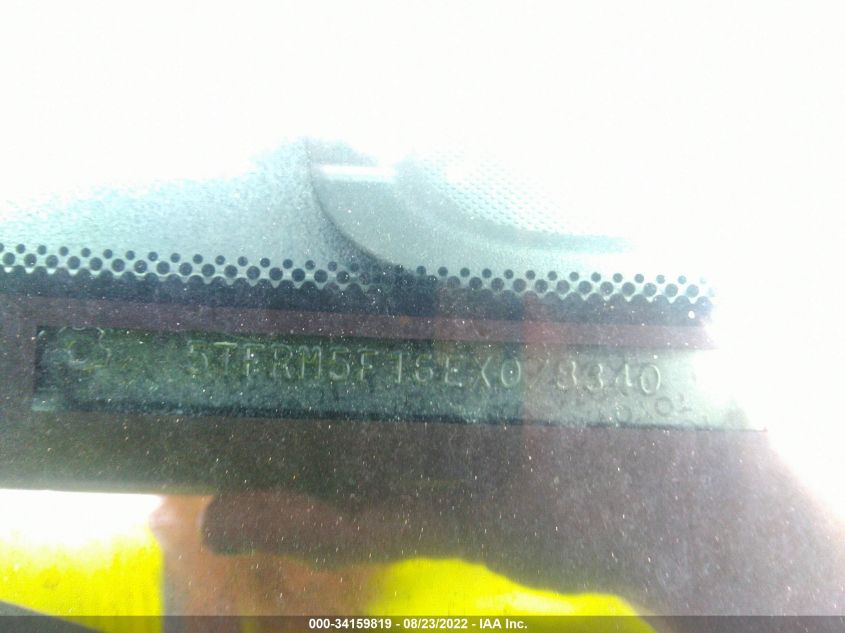 5TFRM5F16EX078340
000-34159819 - 08/23/2022 - IAA Inc.